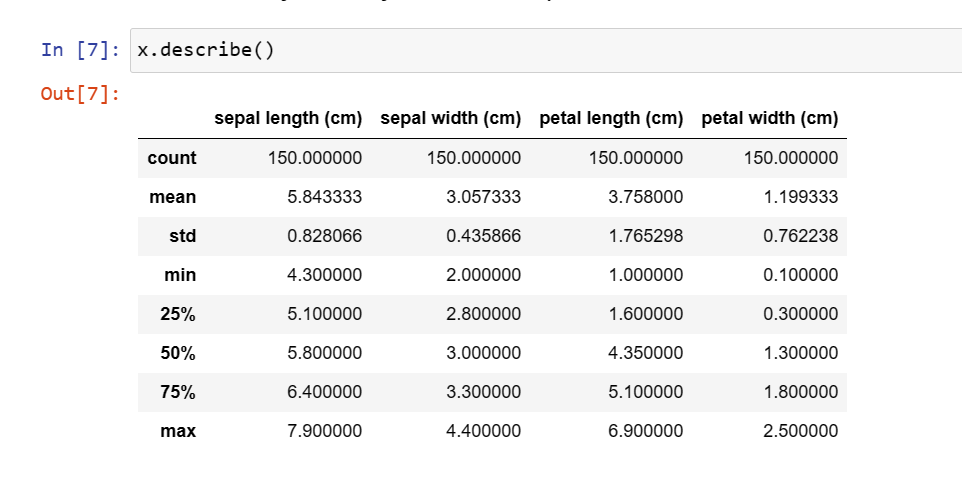 In [7]: x.describe()
Out[7]:
sepal length (cm) sepal width (cm) petal length (cm) petal width (cm)
count 150.000000 150.000000 150.000000 150.000000
mean 5.843333 3.057333 3.758000 1.199333
std 0.828066 0.435866 1.765298 0.762238
min 4.300000 2.000000 1.000000 0.100000
25% 5.100000 2.800000 1.600000 0.300000
50% 5.800000 3.000000 4.350000 1.300000
75% 6.400000 3.300000 5.100000 1.800000
max 7.900000 4.400000 6.900000 2.500000